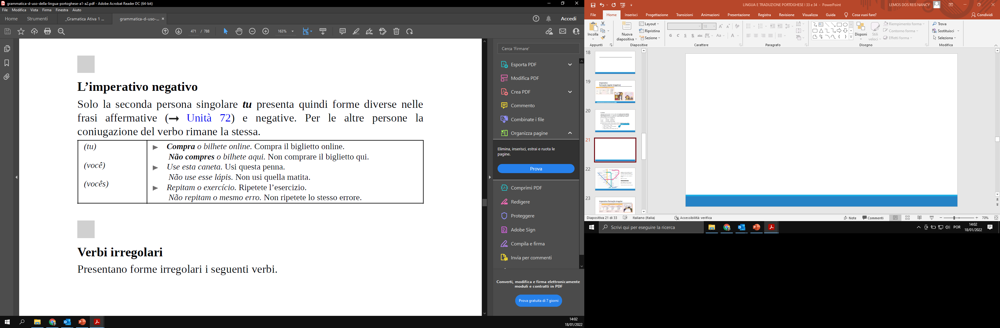 grammatica-d-uso-della-lingua-portoghese-a1-a2.pdf - Adobe Acrobat Reader DC (64-bit)
File Modifica Vista Firma Finestra Aiuto
Home Strumenti _Gramatica Ativa 1 ... grammatica-d-uso-... ×
Accedi
471 / 788
163%
L’imperativo negativo
Solo la seconda persona singolare tu presenta quindi forme diverse nelle
frasi affermative (→ Unità 72) e negative. Per le altre persone la
coniugazione del verbo rimane la stessa.
(tu)
► Compra o bilhete online. Compra il biglietto online.
Não compres o bilhete aqui. Non comprare il biglietto qui.
(você)
► Use esta caneta. Usi questa penna.
Não use esse lápis. Non usi quella matita.
(vocês)
► Repitam o exercício. Ripetete l’esercizio.
Não repitam o mesmo erro. Non ripetete lo stesso errore.
Verbi irregolari
Presentano forme irregolari i seguenti verbi.
Cerca 'Firmare'
Esporta PDF
Modifica PDF
Crea PDF
Commento
Combinate i file
Organizza pagine
Elimina, inserisci, estrai e ruota le
pagine.
Prova
Comprimi PDF
Redigere
Proteggere
Adobe Sign
Compila e firma
Invia per commenti
Converti, modifica e firma elettronicamente
moduli e contratti in PDF
Prova gratuita di 7 giorni
14:02
18/01/2022
LINGUA E TRADUZIONE PORTOGHESE I 33 e 34 - PowerPoint
LEMOS DOS REIS NANCY
File Home Inserisci Progettazione Transizioni Animazioni Presentazione Registra Revisione Visualizza Guida Cosa vuoi fare? Condividi
Incolla
Appunti
Nuova
diapositiva
Layout
Ripristina
Sezione
Diapositive
18
G C S S abc AV Aa A
Carattere
Paragrafo
Disponi
Stili
veloci
Riempimento forma
Contorno forma
Effetti forma
Disegno
Trova
Sostituisci
Seleziona
Modifica
18
19
Imperativo
formação regular (negativa)
20
21
22
23
Imperativo formação irregular
Diapositiva 21 di 33 Italiano (Italia) Accessibilità: verifica
Note Commenti 70%
Scrivi qui per eseguire la ricerca
POR
14:02
18/01/2022